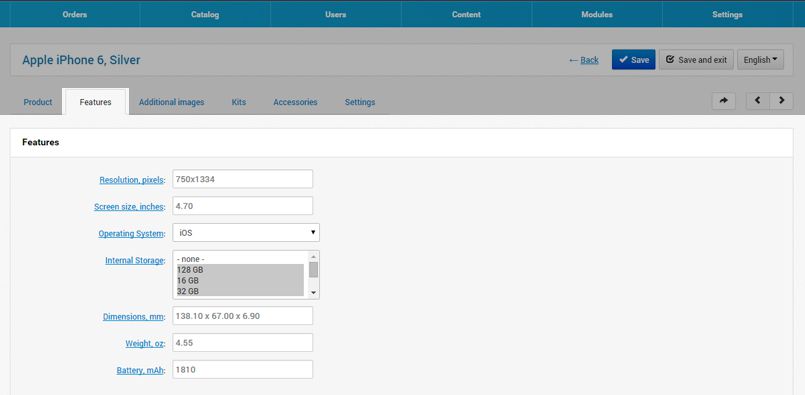 Orders Catalog Users Content Modules Settings
Apple iPhone 6, Silver ← Back Save Save and exit English
Product Features Additional images Kits Accessories Settings
Features
Resolution, pixels: 750x1334
Screen size, inches: 4.70
Operating System: iOS
Internal Storage: - none -
128 GB
16 GB
32 GB
Dimensions, mm: 138.10 x 67.00 x 6.90
Weight, oz: 4.55
Battery, mAh: 1810